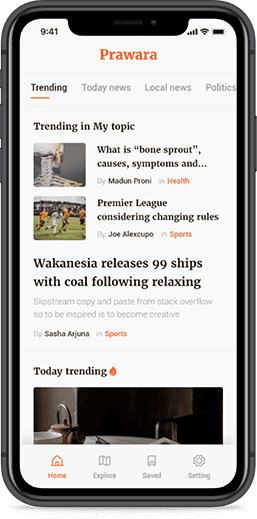 9:41
Prawara
Trending Today news Local news Politics
Trending in My topic
What is “bone sprout”,
causes, symptoms and...
By Madun Proni in Health
Premier League
considering changing rules
By Joe Alexcupo in Sports
Wakanesia releases 99 ships
with coal following relaxing
Slipstream copy and paste from stack overflow
so to be inspired is to become creative
By Sasha Arjuna in Sports
Today trending
Home Explore Saved Setting